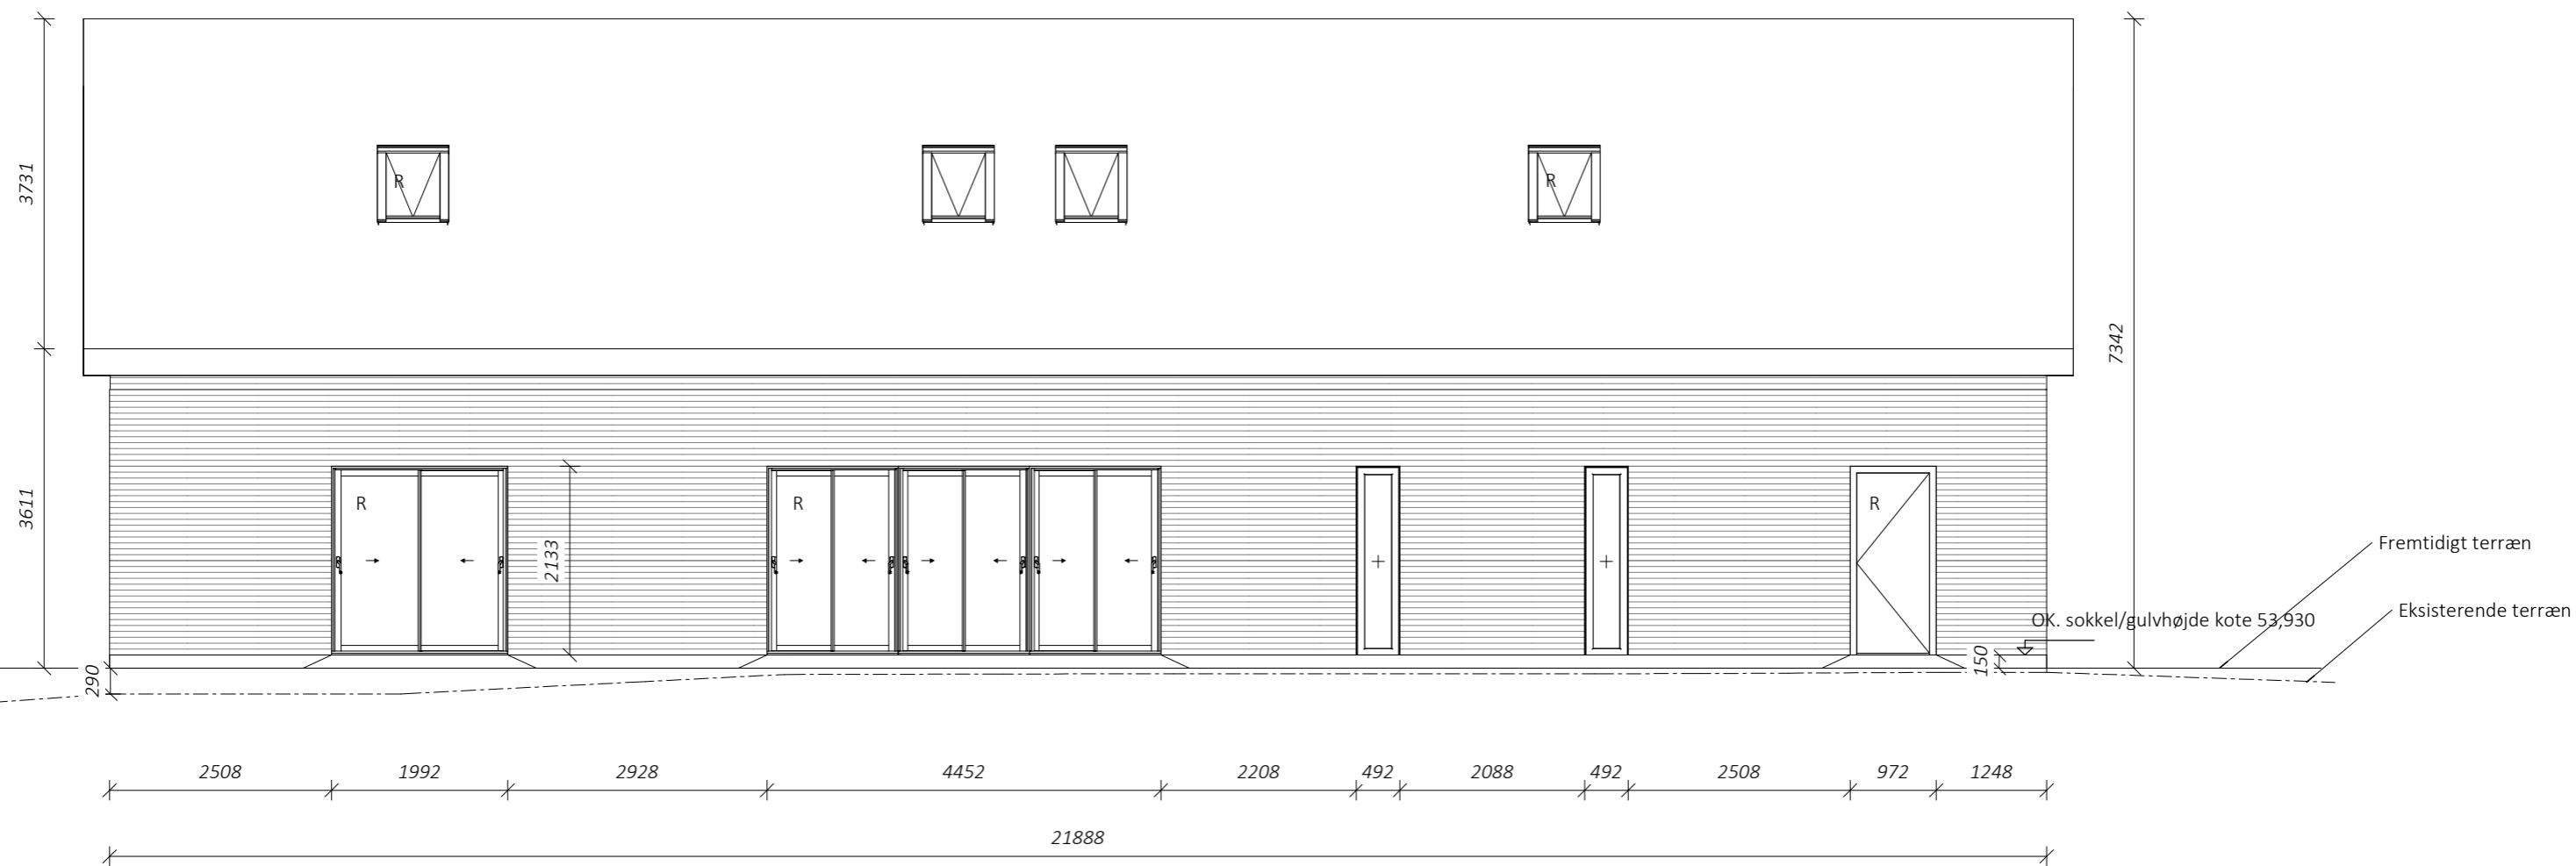 3731
7342
R
R
3611
R
R
R
2133
Fremtidigt terræn
Eksisterende terræn
OK. sokkel/gulvhøjde kote 53,930
290
150
2508 1992 2928 4452 2208 492 2088 492 2508 972 1248
21888